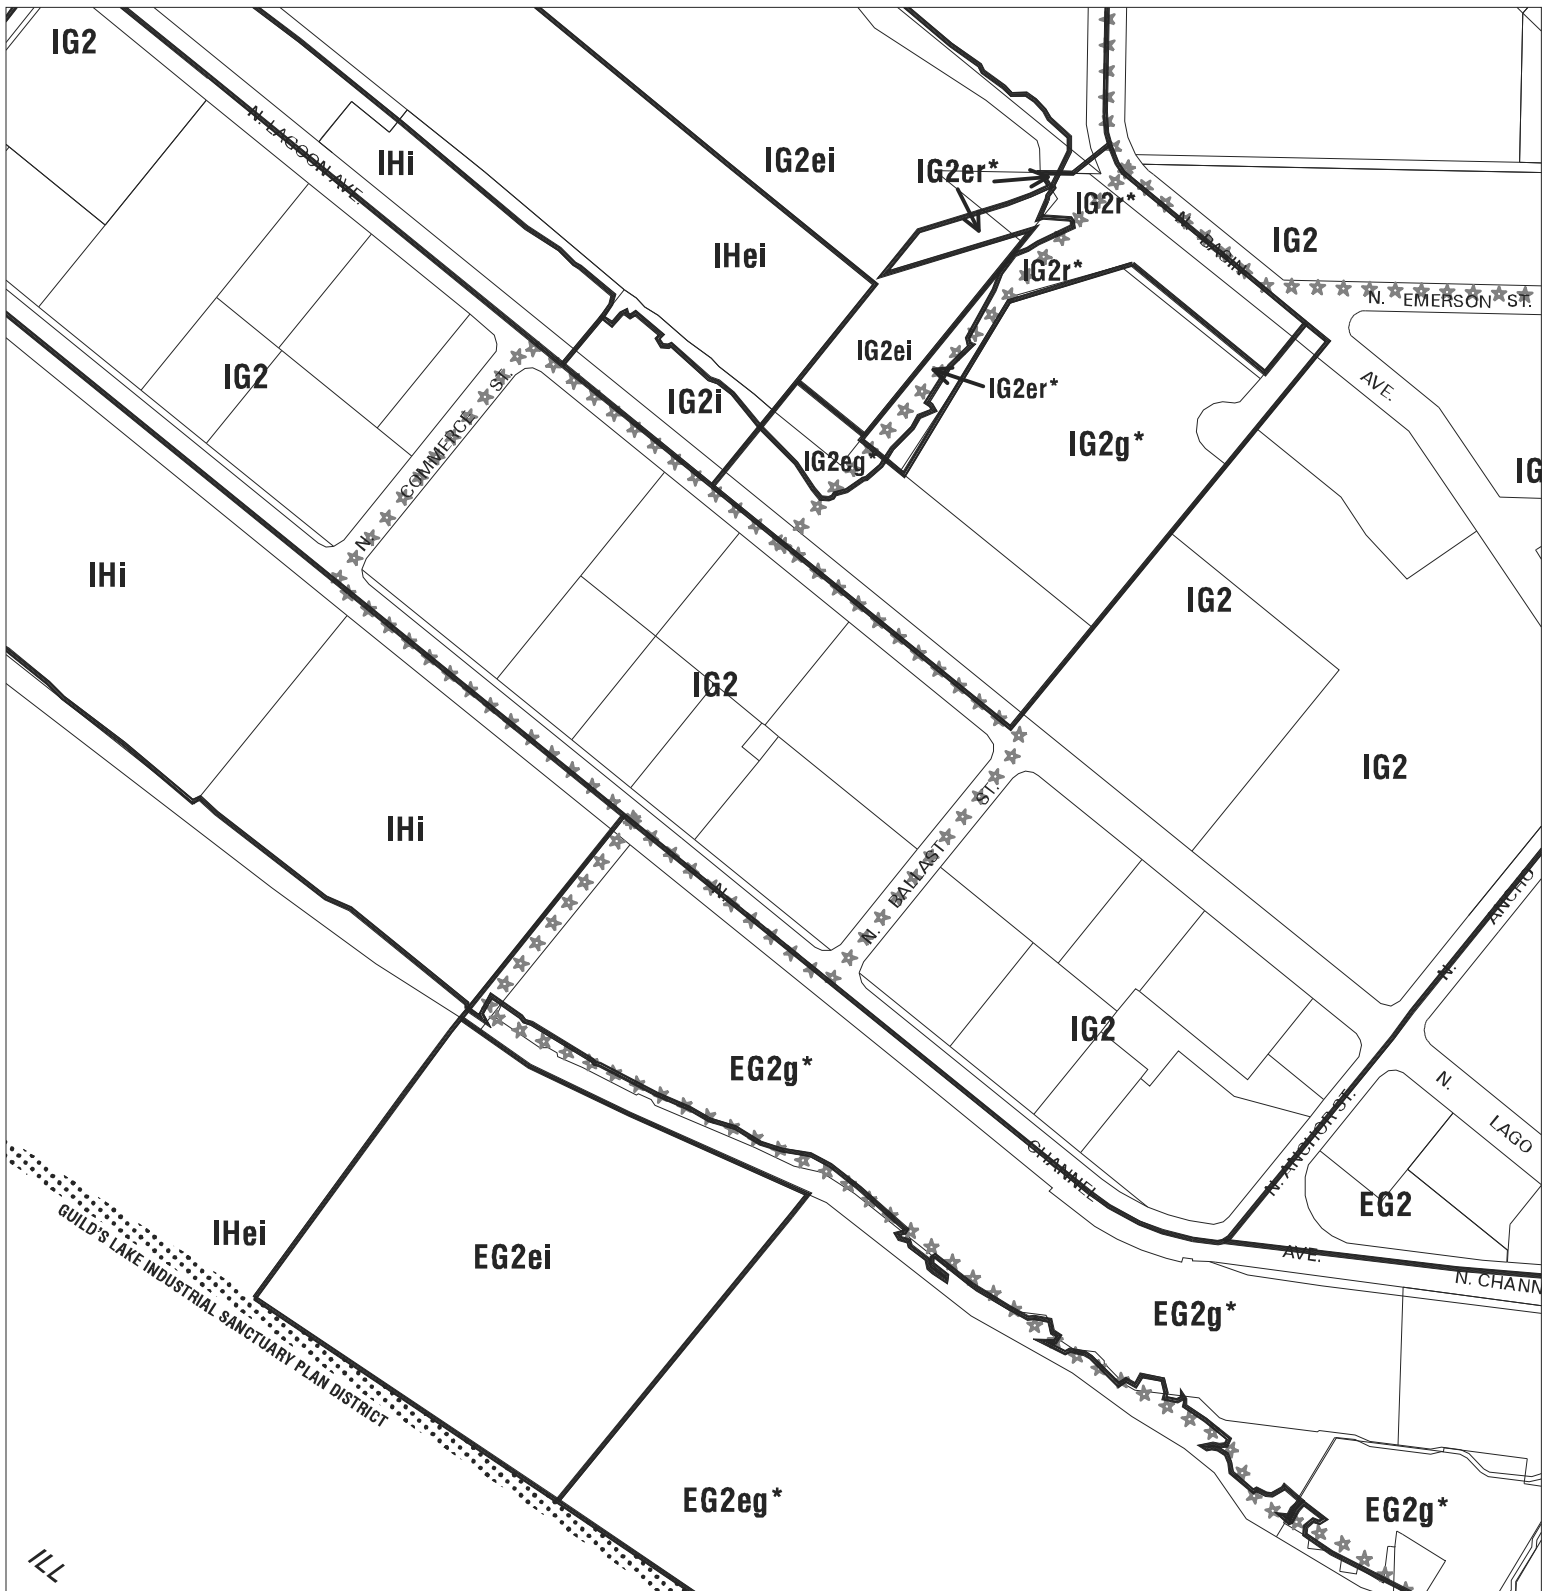 IG2
N. LAGOON AVE.
IHi
IG2ei
IG2er*
IG2r*
IHei
N. BASIN
IG2
IG2r*
N. EMERSON ST.
IG2ei
IG2
IG2i
IG2er*
AVE.
ST.
COMMERCE
N.
IG2g*
IG2eg*
IG
IHi
IG2
IG2
IG2
ST.
BALLAST
N.
IHi
N.
ANCHO
N.
IG2
EG2g*
N.
LAGO
CHANNEL
N. ANCHOR ST.
EG2
IHei
EG2ei
AVE.
N. CHANN
GUILD'S LAKE INDUSTRIAL SANCTUARY PLAN DISTRICT
EG2g*
EG2eg*
EG2g*
ILL